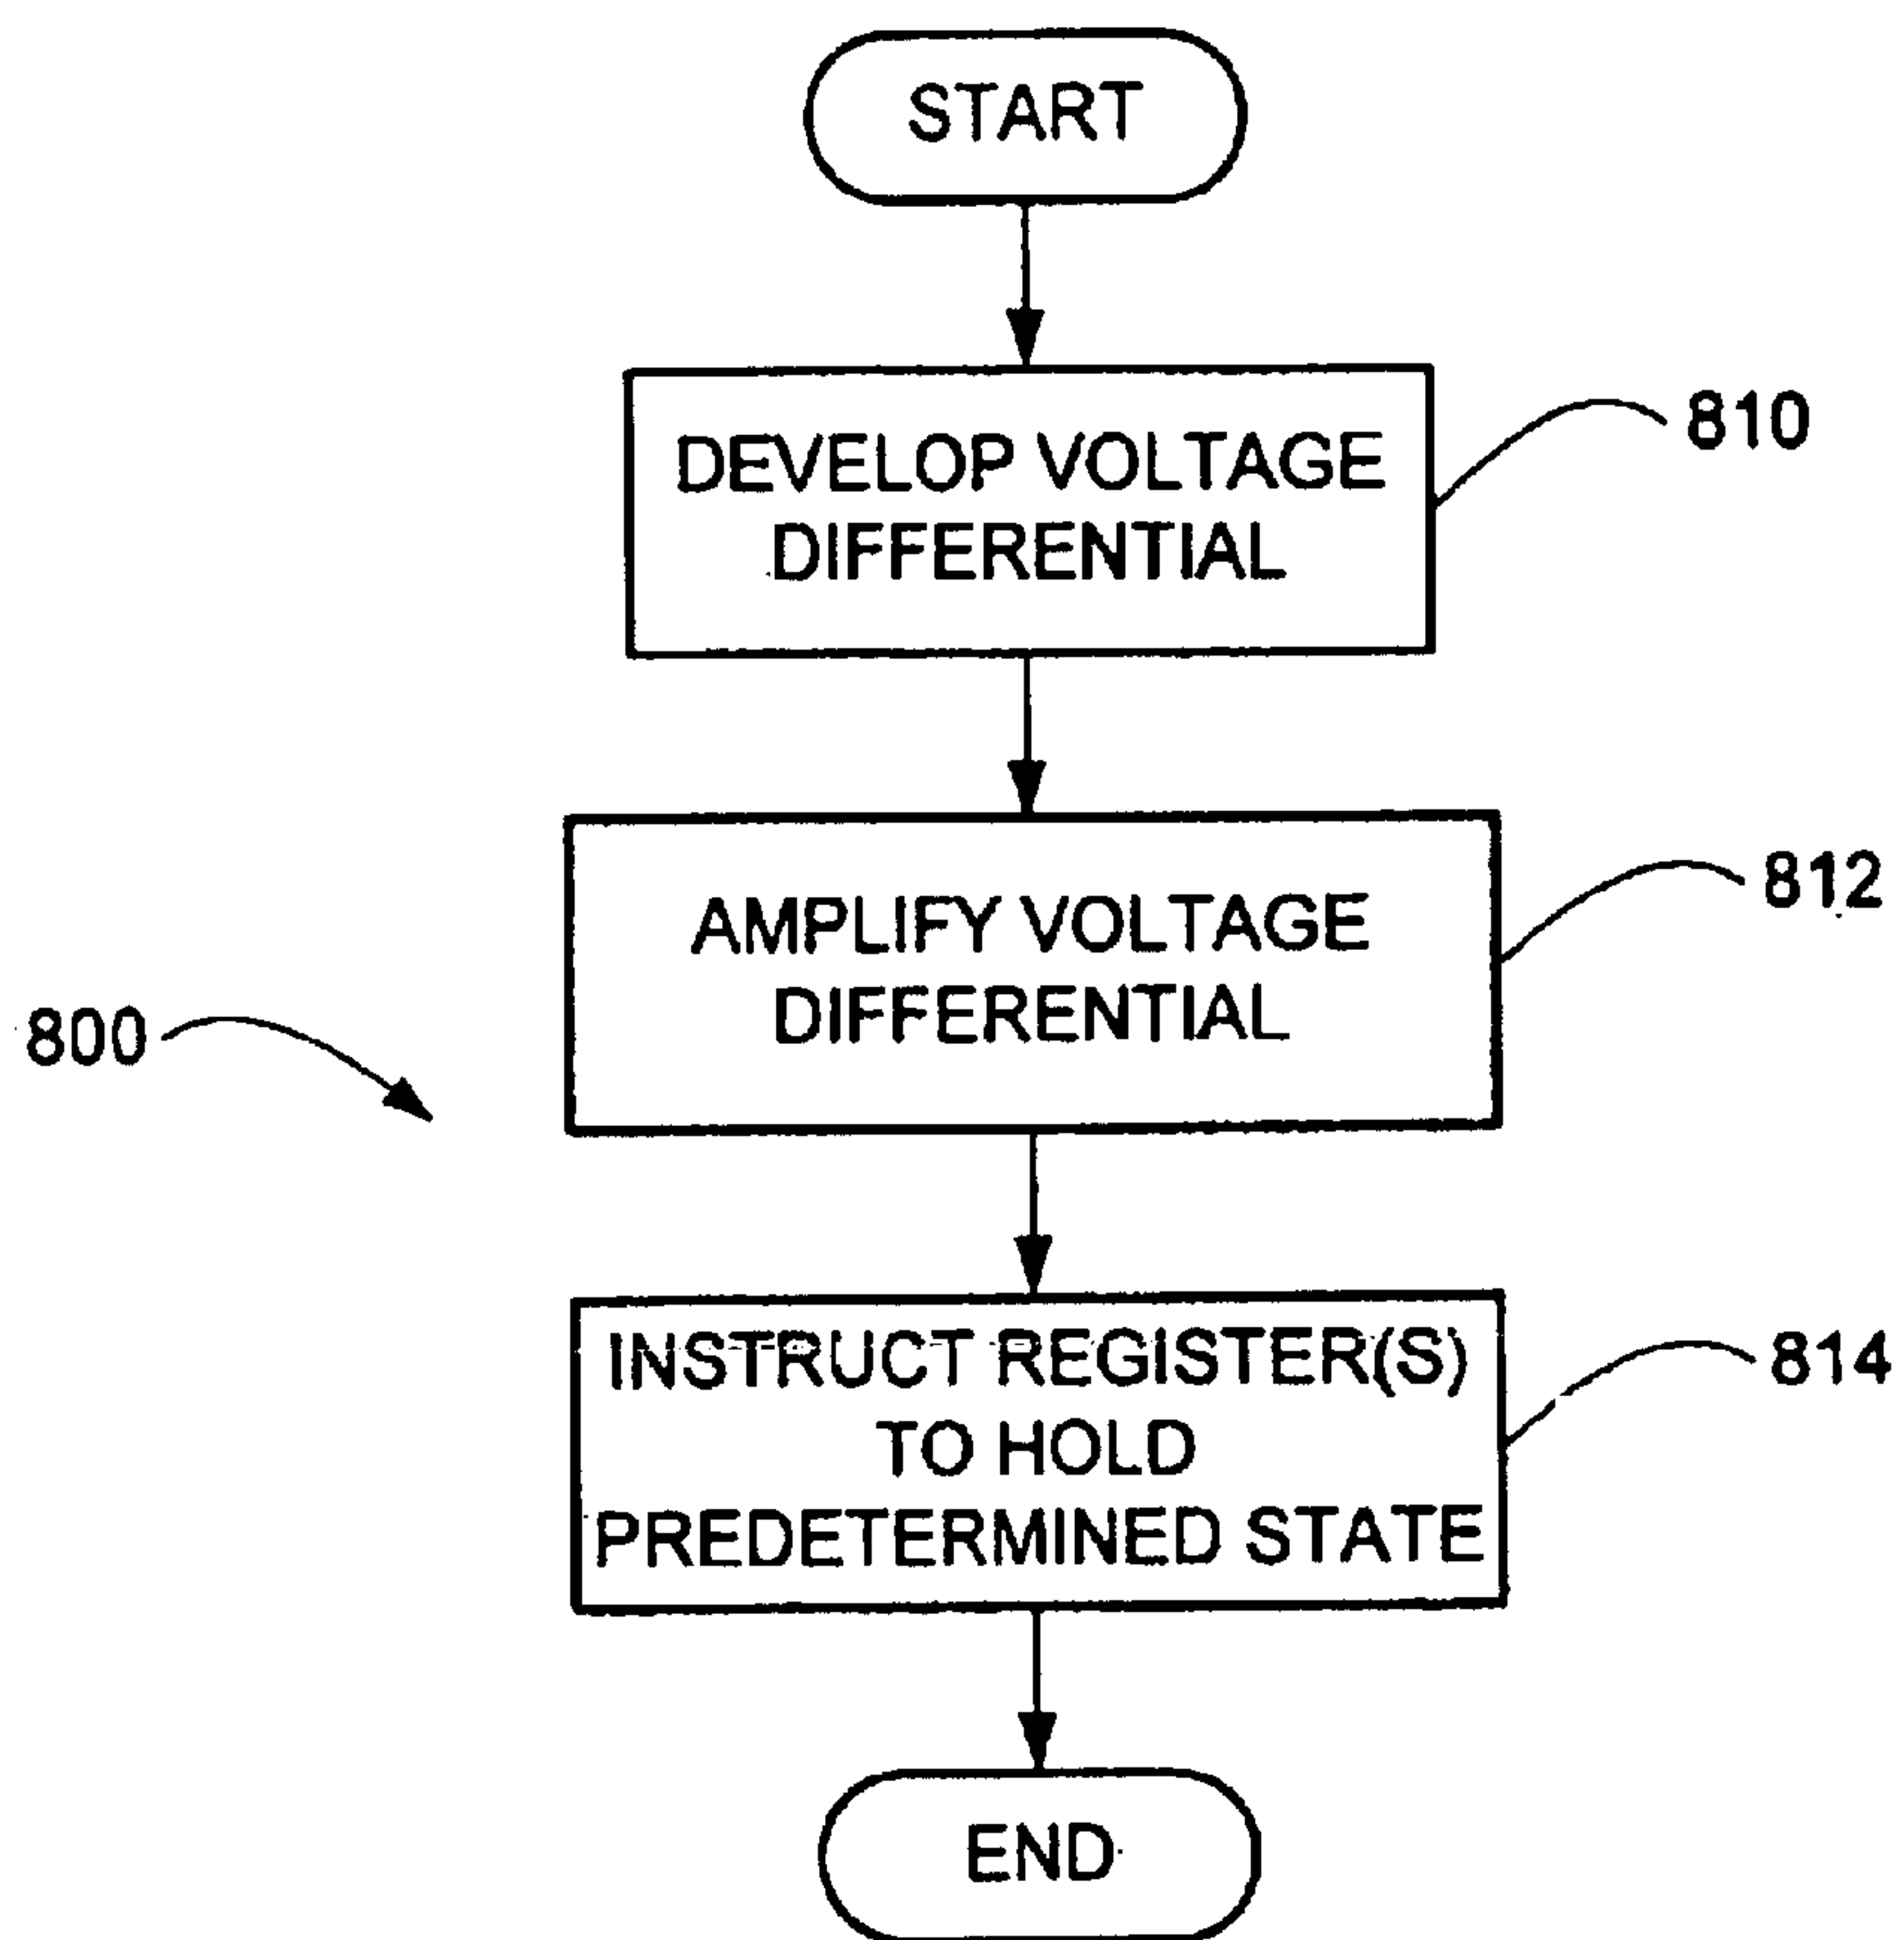 START
DEVELOP VOLTAGE
DIFFERENTIAL
810
AMPLIFY VOLTAGE
DIFFERENTIAL
812
800
INSTRUCT REGISTER(S)
TO HOLD
PREDETERMINED STATE
814
END